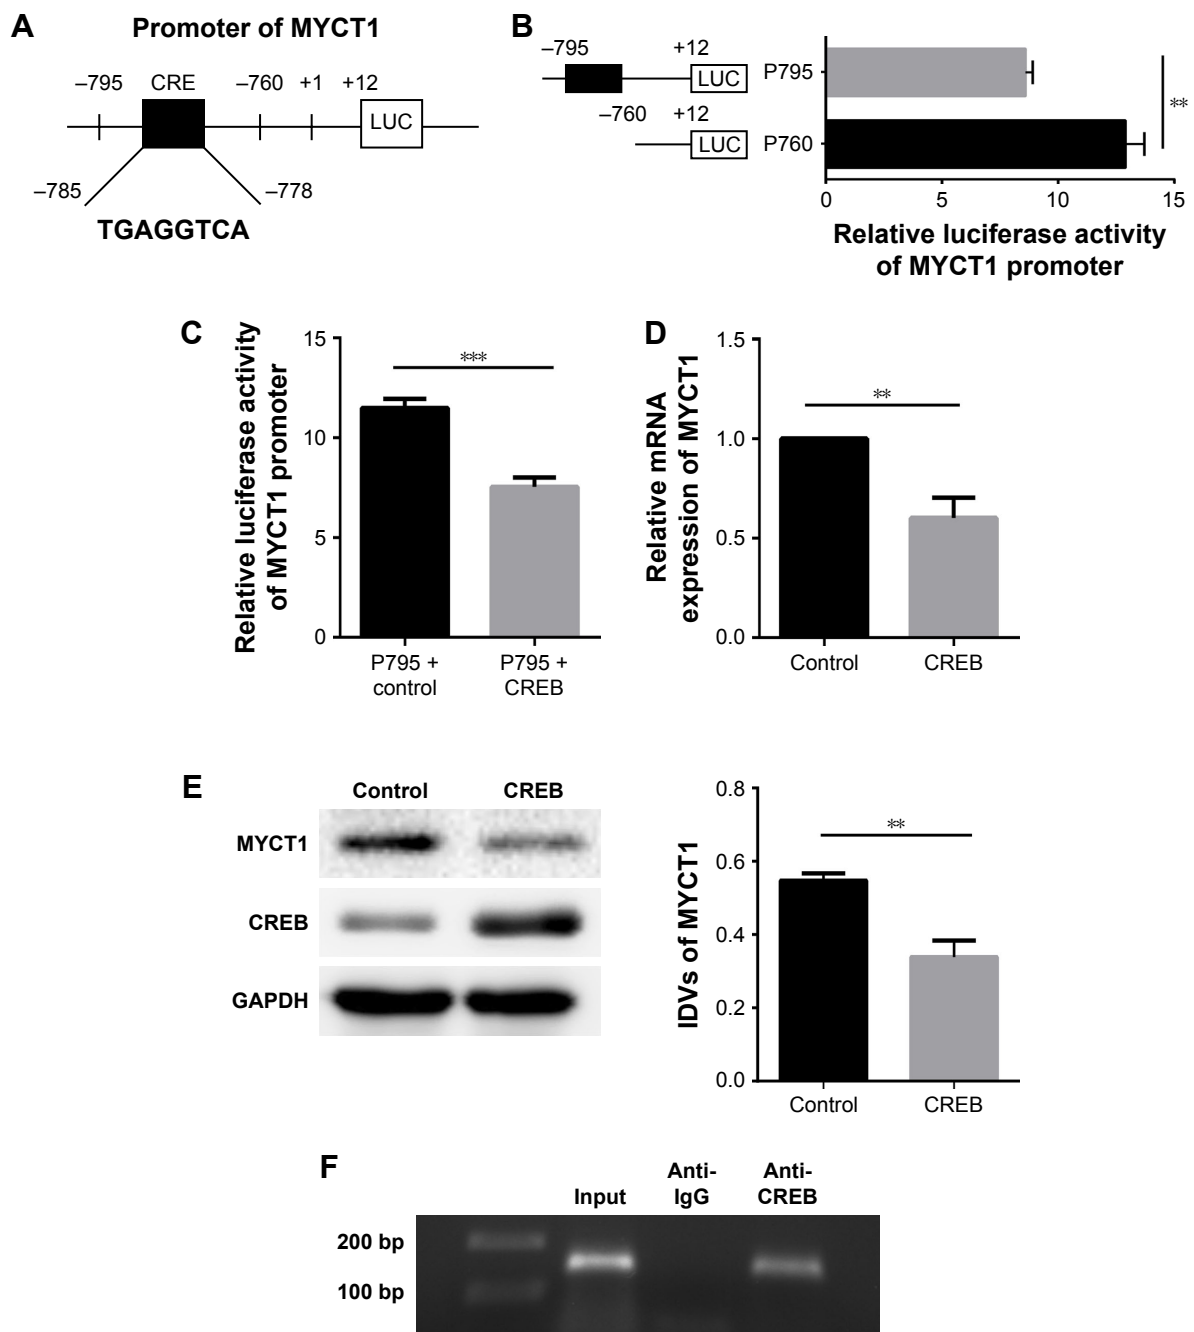 A
Promoter of MYCT1
–795 CRE –760 +1 +12
LUC
–785
–778
TGAGGTCA
B
–795 +12
LUC
–760 +12
LUC
P795
P760
**
0 5 10 15
Relative luciferase activity
of MYCT1 promoter
C
Relative luciferase activity
of MYCT1 promoter
15
10
5
0
***
P795 +
control
P795 +
CREB
D
Relative mRNA
expression of MYCT1
1.5
1.0
0.5
0.0
**
Control CREB
E
Control CREB
MYCT1
CREB
GAPDH
IDVs of MYCT1
0.8
0.6
0.4
0.2
0.0
**
Control CREB
F
Input
Anti-
IgG
Anti-
CREB
200 bp
100 bp